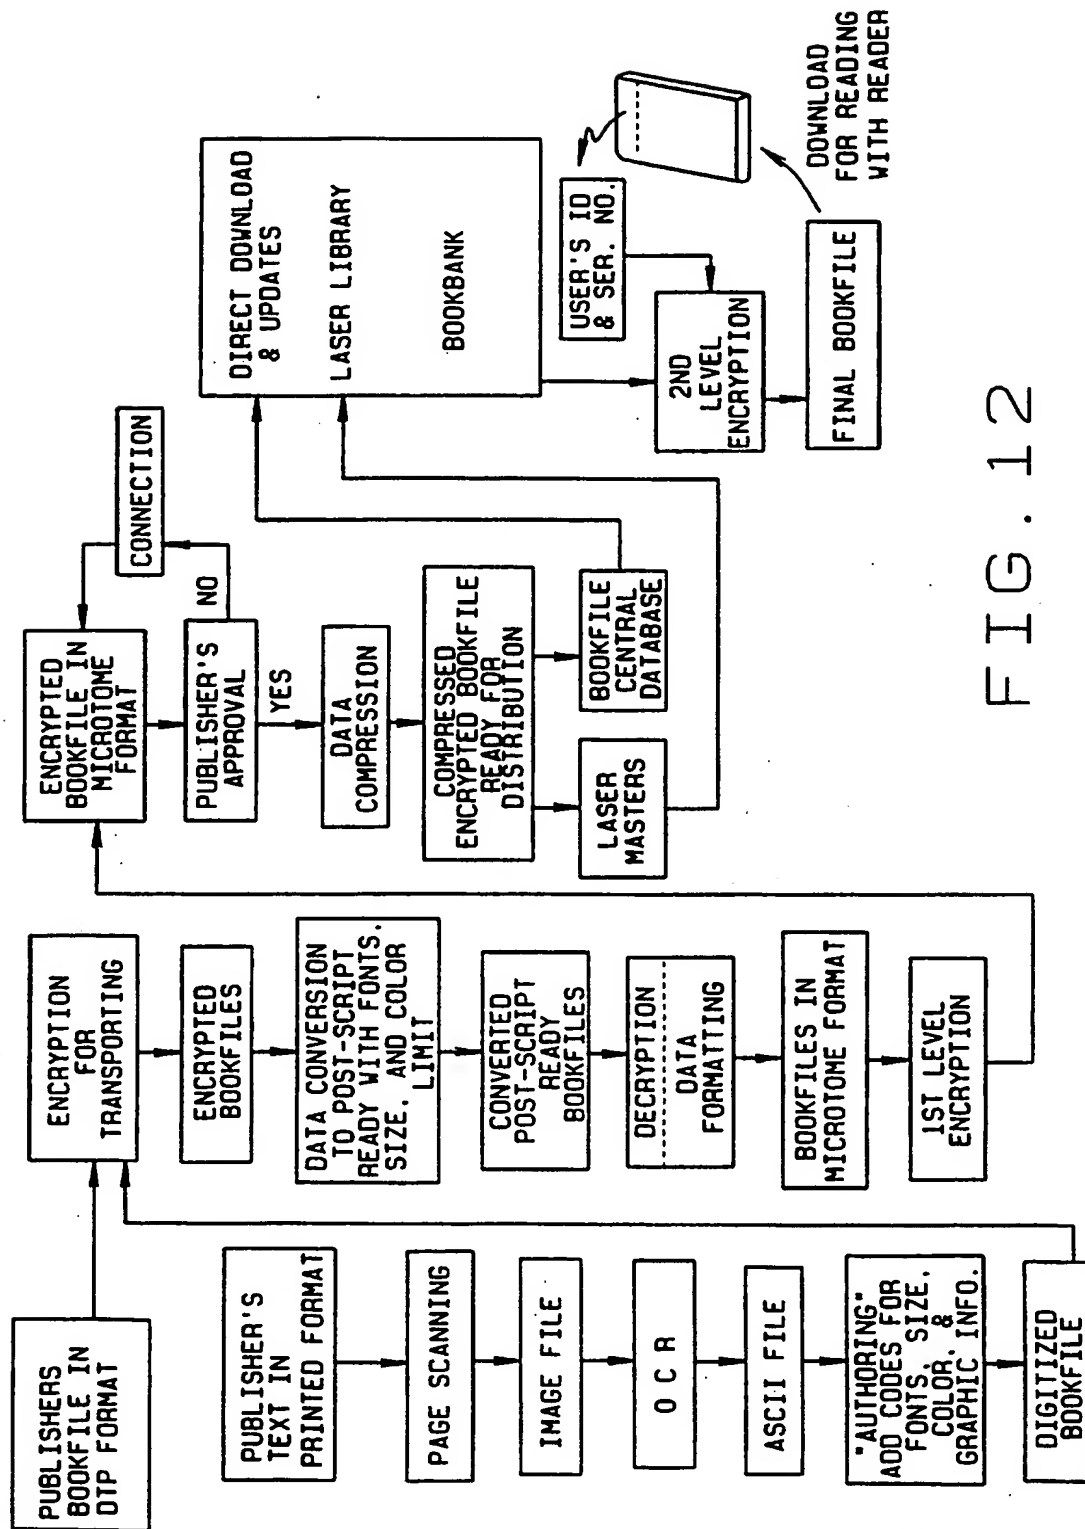 PUBLISHERS
BOOKFILE IN
DTP FORMAT
PUBLISHER'S
TEXT IN
PRINTED FORMAT
PAGE SCANNING
IMAGE FILE
O C R
ASCII FILE
"AUTHORING"
ADD CODES FOR
FONTS, SIZE,
COLOR, &
GRAPHIC INFO.
DIGITIZED
BOOKFILE
ENCRYPTION
FOR
TRANSPORTING
ENCRYPTED
BOOKFILES
DATA CONVERSION
TO POST-SCRIPT
READY WITH FONTS,
SIZE, AND COLOR
LIMIT
CONVERTED
POST-SCRIPT
READY
BOOKFILES
DECRYPTION
DATA
FORMATTING
BOOKFILES IN
MICROTOME FORMAT
1ST LEVEL
ENCRYPTION
ENCRYPTED
BOOKFILE IN
MICROTOME
FORMAT
CONNECTION
NO
PUBLISHER'S
APPROVAL
YES
DATA
COMPRESSION
COMPRESSED
ENCRYPTED BOOKFILE
READY FOR
DISTRIBUTION
LASER
MASTERS
BOOKFILE
CENTRAL
DATABASE
DIRECT DOWNLOAD
& UPDATES
LASER LIBRARY
BOOKBANK
USER'S ID
& SER. NO.
2ND
LEVEL
ENCRYPTION
FINAL BOOKFILE
DOWNLOAD
FOR READING
WITH READER
FIG. 12